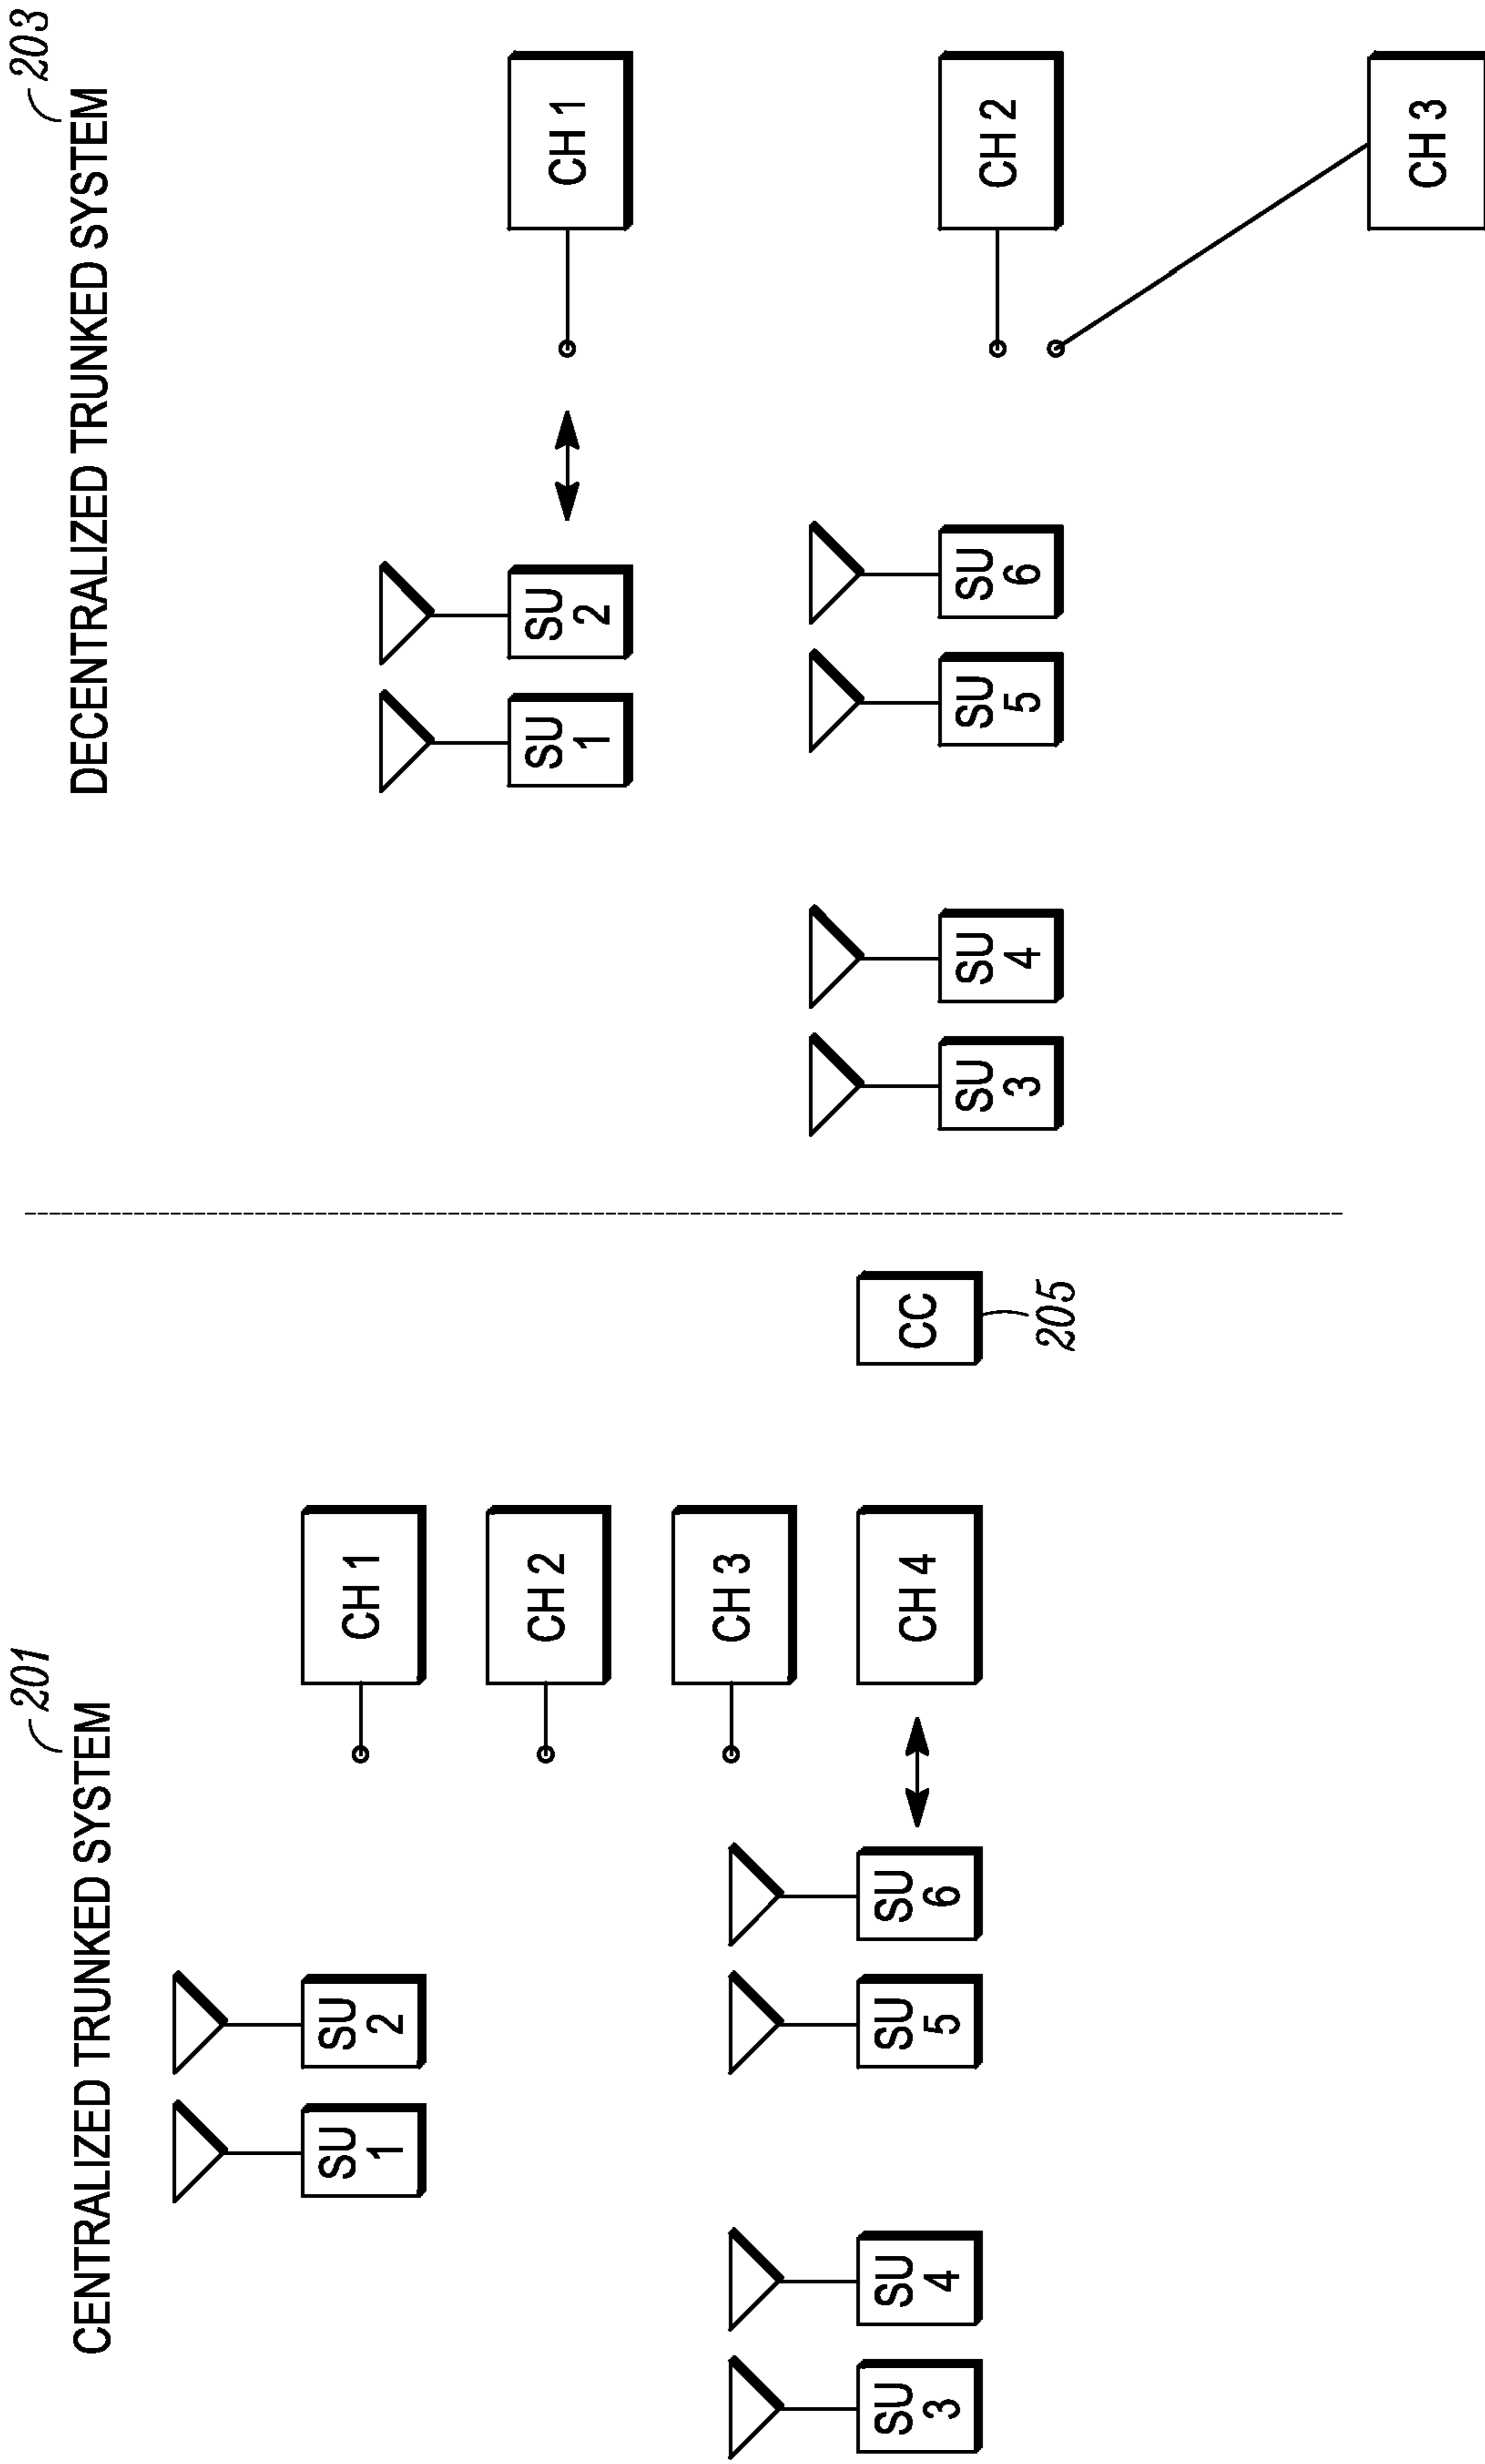 CENTRALIZED TRUNKED SYSTEM
201
SU
1
SU
2
CH 1
CH 2
CH 3
SU
3
SU
4
SU
5
SU
6
CH 4
CC
205
DECENTRALIZED TRUNKED SYSTEM
203
SU
1
SU
2
CH 1
SU
3
SU
4
SU
5
SU
6
CH 2
CH 3